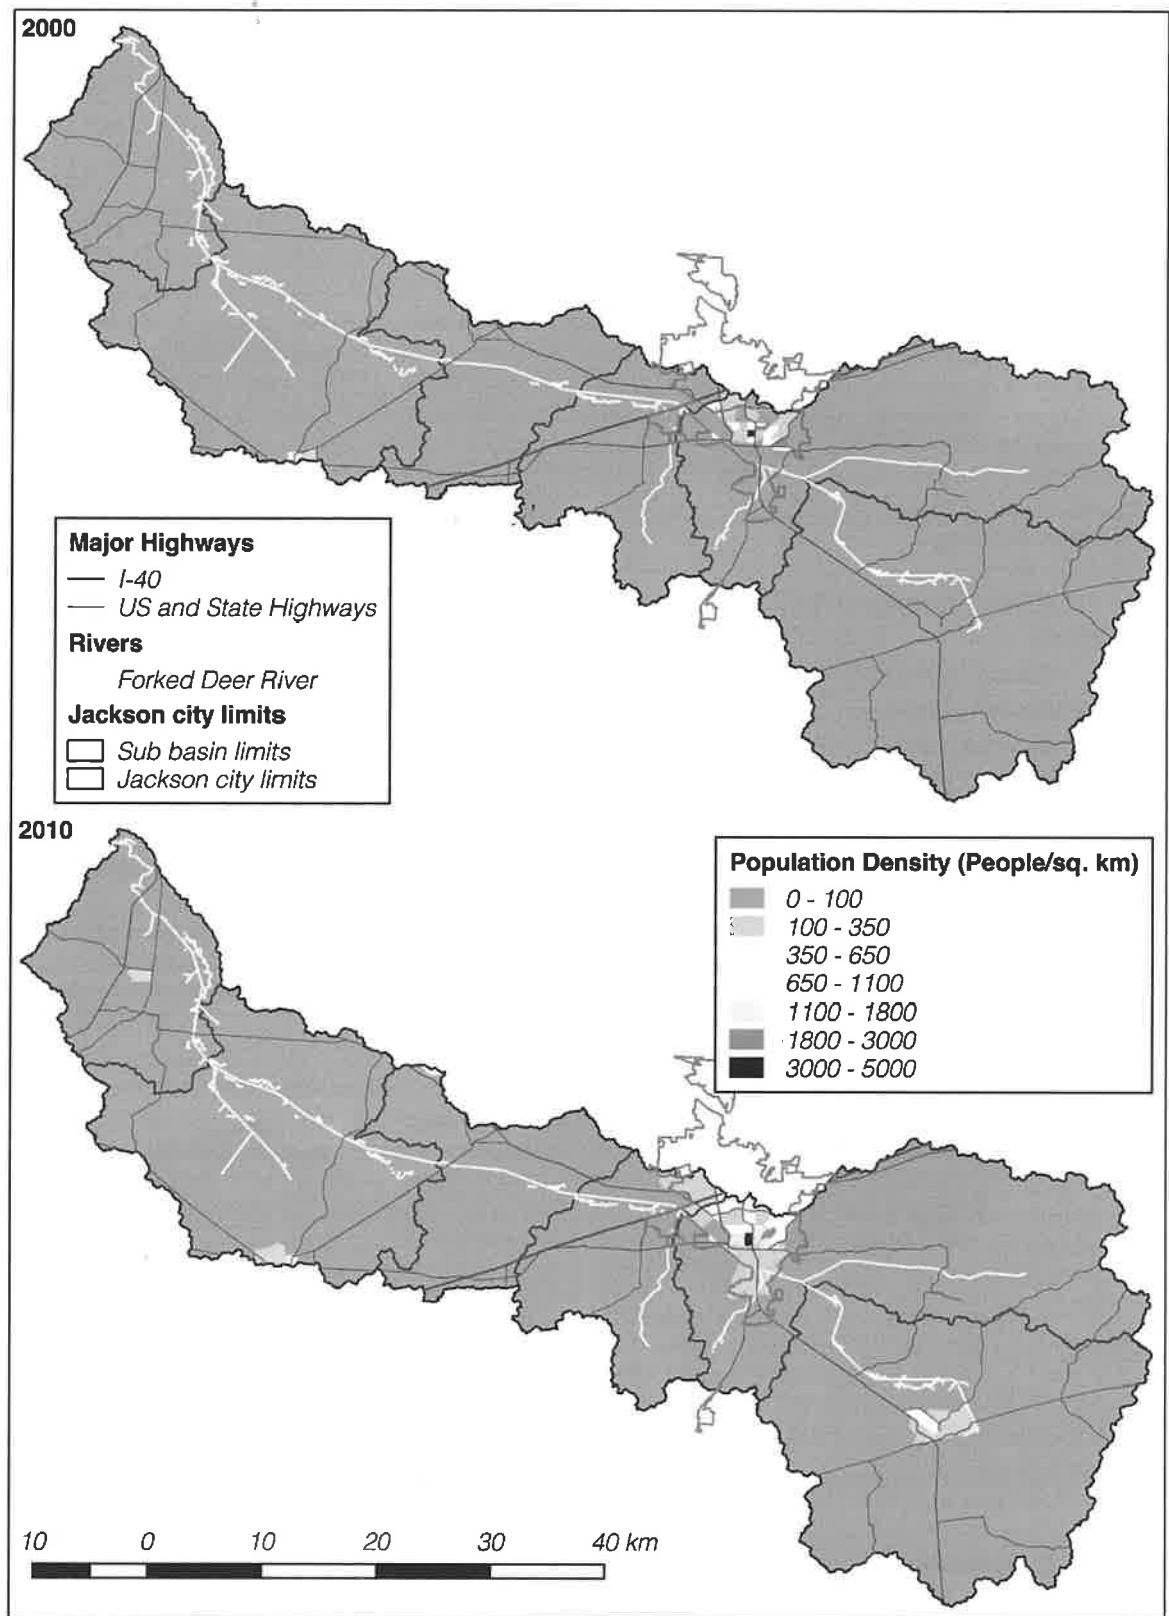 2000
Major Highways
I-40
US and State Highways
Rivers
Forked Deer River
Jackson city limits
Sub basin limits
Jackson city limits
2010
Population Density (People/sq. km)
0 - 100
100 - 350
350 - 650
650 - 1100
1100 - 1800
1800 - 3000
3000 - 5000
10 0 10 20 30 40 km